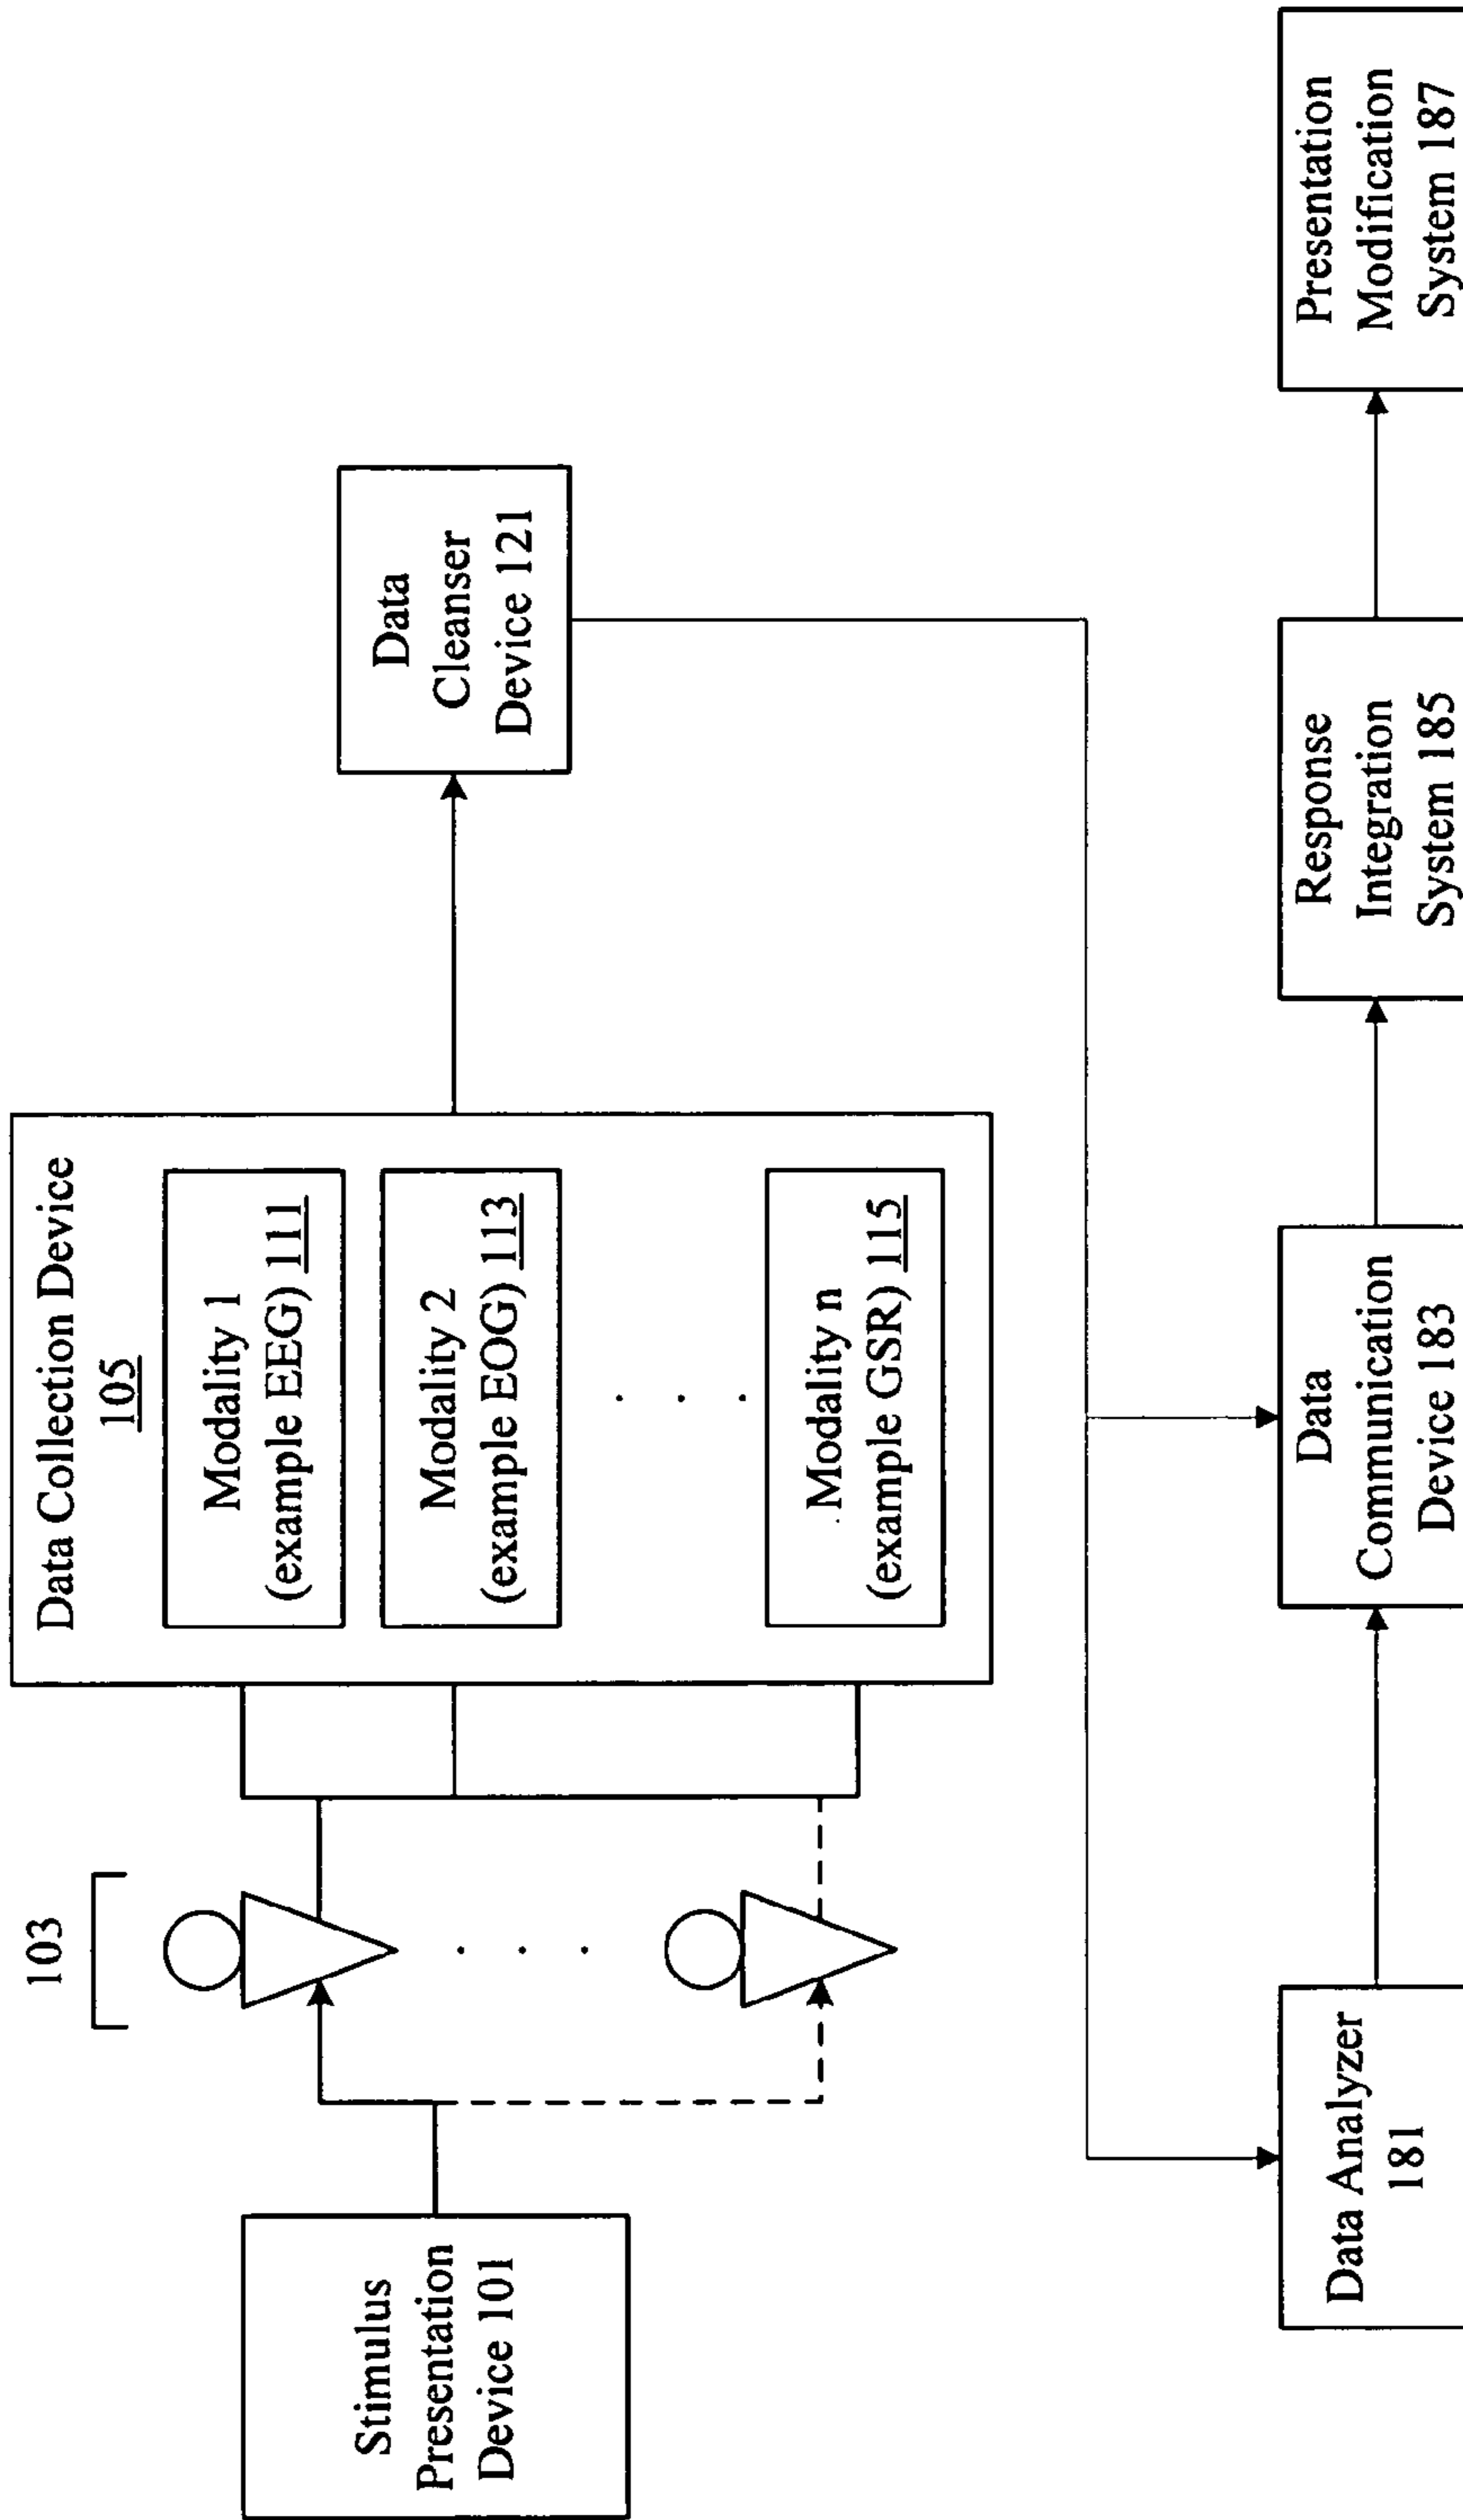 Stimulus
Presentation
Device 101
103
Data Collection Device
105
Modality 1
(example EEG) 111
Modality 2
(example EOG) 113
Modality n
(example GSR) 115
Data
Cleanser
Device 121
Data Analyzer
181
Data
Communication
Device 183
Response
Integration
System 185
Presentation
Modification
System 187